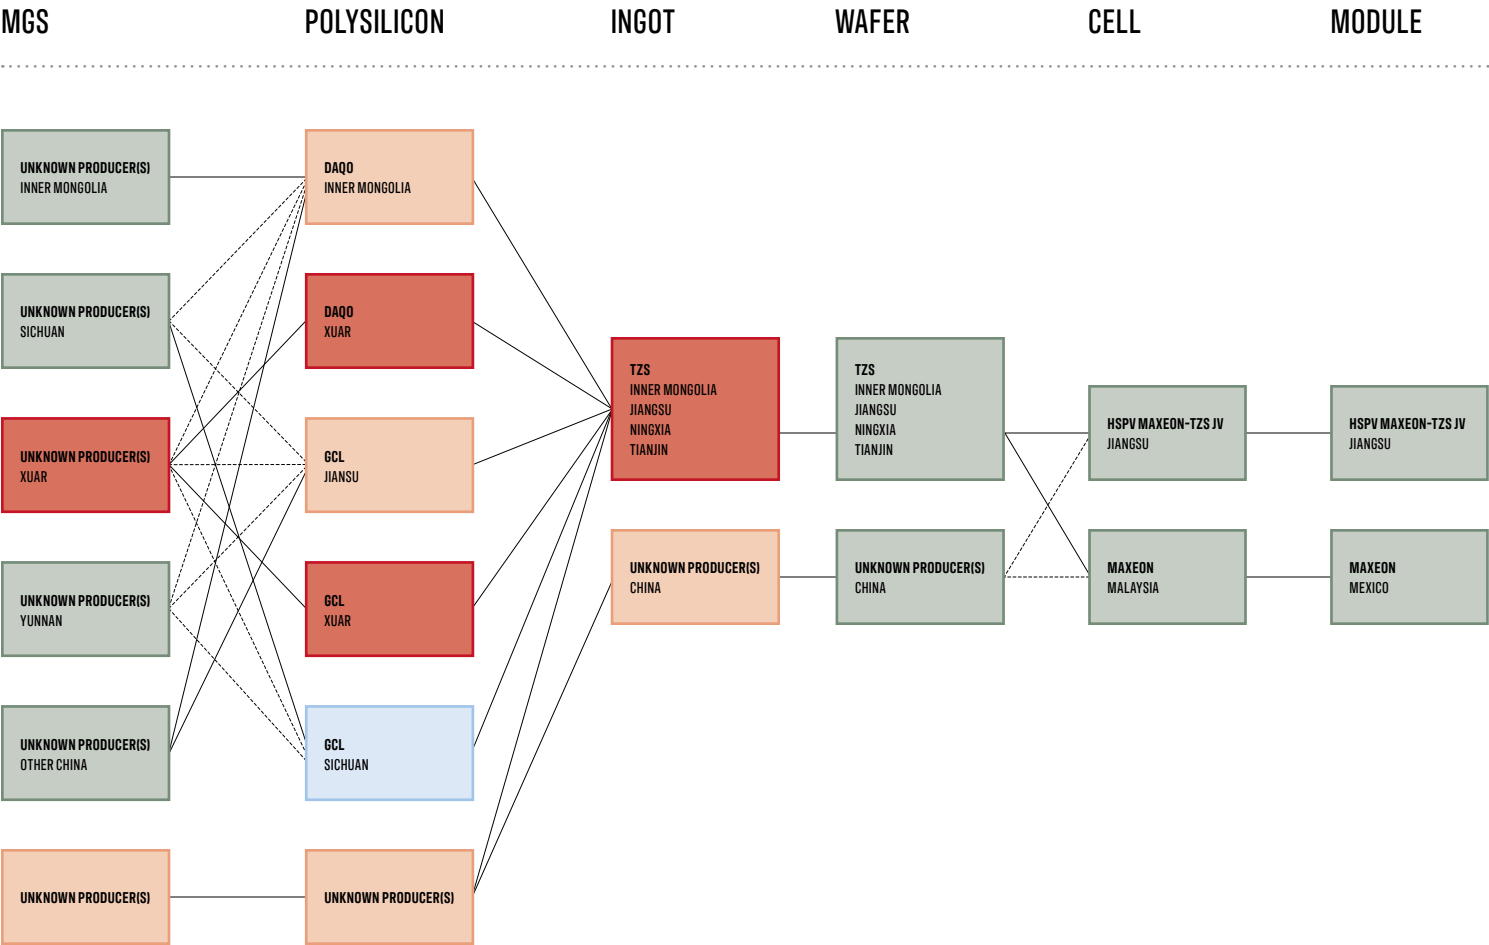 MGS
POLYSILICON
INGOT
WAFER
CELL
MODULE
UNKNOWN PRODUCER(S)
INNER MONGOLIA
UNKNOWN PRODUCER(S)
SICHUAN
UNKNOWN PRODUCER(S)
XUAR
UNKNOWN PRODUCER(S)
YUNNAN
UNKNOWN PRODUCER(S)
OTHER CHINA
UNKNOWN PRODUCER(S)
DAQO
INNER MONGOLIA
DAQO
XUAR
GCL
JIANSU
GCL
XUAR
GCL
SICHUAN
UNKNOWN PRODUCER(S)
TZS
INNER MONGOLIA
JIANGSU
NINGXIA
TIANJIN
UNKNOWN PRODUCER(S)
CHINA
TZS
INNER MONGOLIA
JIANGSU
NINGXIA
TIANJIN
UNKNOWN PRODUCER(S)
CHINA
HSPV MAXEON-TZS JV
JIANGSU
MAXEON
MALAYSIA
HSPV MAXEON-TZS JV
JIANGSU
MAXEON
MEXICO